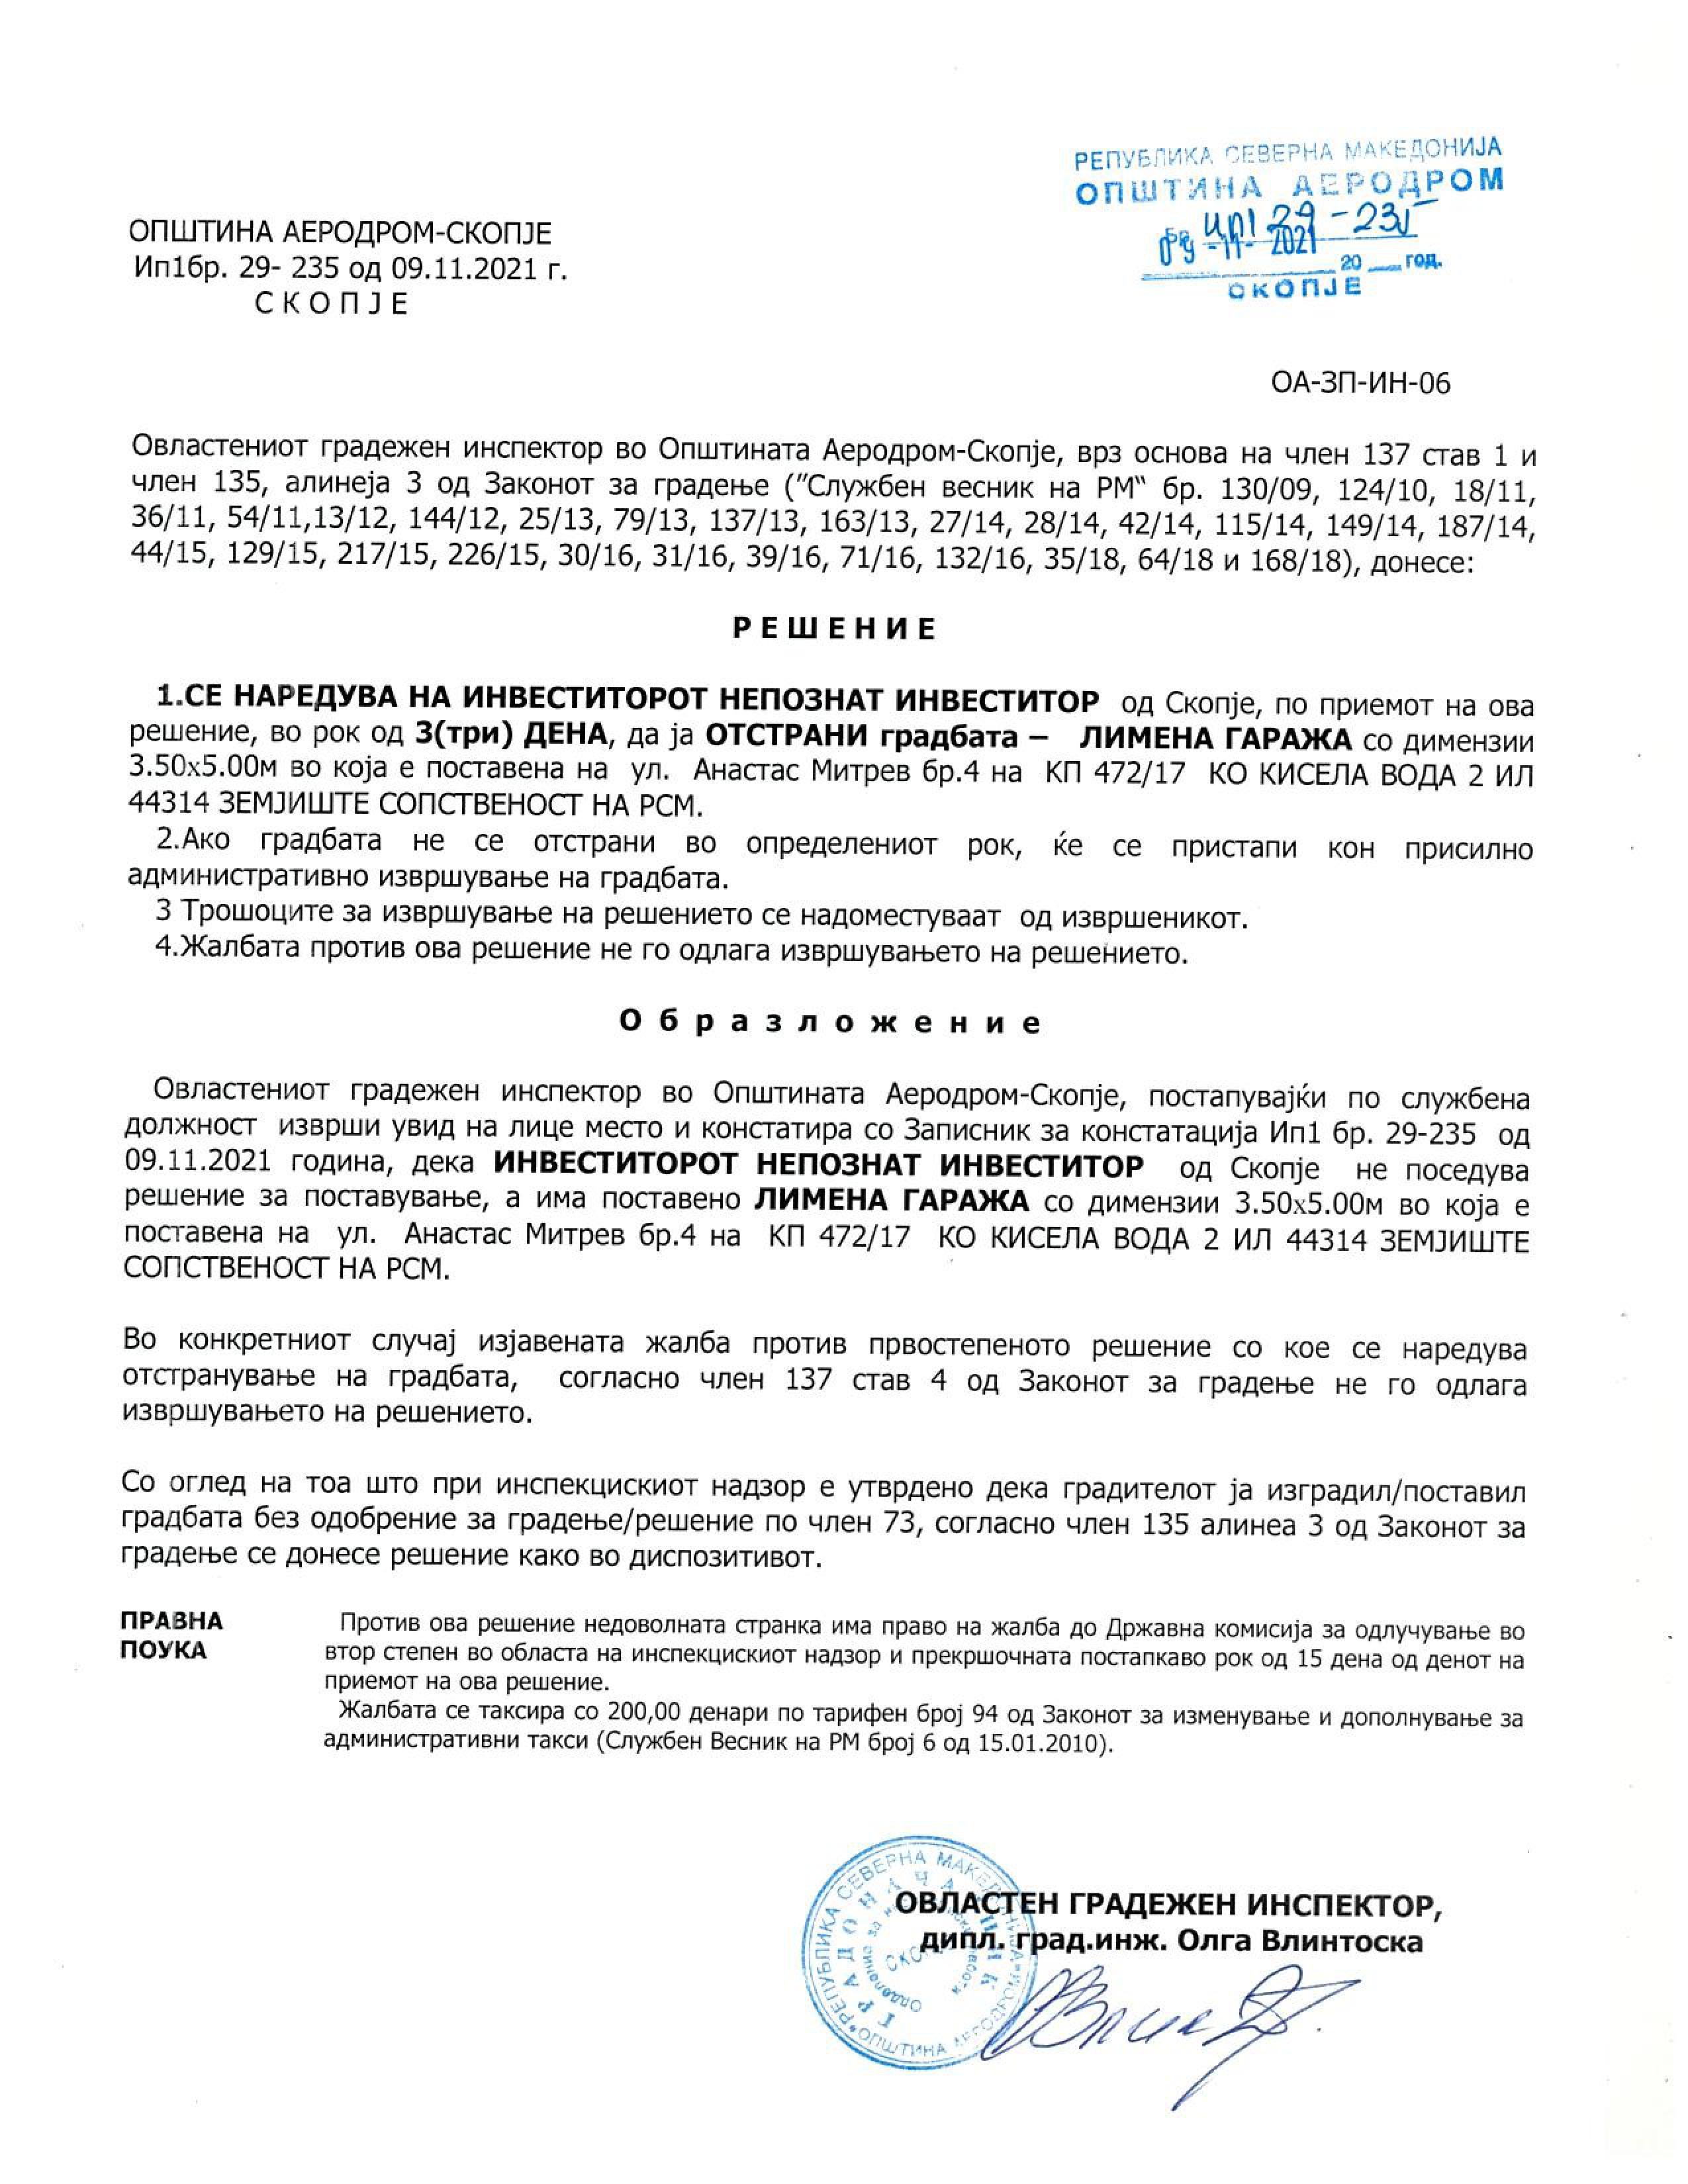 РЕПУБЛИКА СЕВЕРНА МАКЕДОНИЈА
ОПШТИНА АЕРОДРОМ
Бр. ИП1 29-235
09-11-2021
20 ___ год.
СКОПЈЕ
ОПШТИНА АЕРОДРОМ-СКОПЈЕ
Ип1бр. 29- 235 од 09.11.2021 г.
С К О П Ј Е
ОА-ЗП-ИН-06
Овластениот градежен инспектор во Општината Аеродром-Скопје, врз основа на член 137 став 1 и
член 135, алинеја 3 од Законот за градење (″Службен весник на РМ‟ бр. 130/09, 124/10, 18/11,
36/11, 54/11,13/12, 144/12, 25/13, 79/13, 137/13, 163/13, 27/14, 28/14, 42/14, 115/14, 149/14, 187/14,
44/15, 129/15, 217/15, 226/15, 30/16, 31/16, 39/16, 71/16, 132/16, 35/18, 64/18 и 168/18), донесе:
Р Е Ш Е Н И Е
1.СЕ НАРЕДУВА НА ИНВЕСТИТОРОТ НЕПОЗНАТ ИНВЕСТИТОР од Скопје, по приемот на ова
решение, во рок од 3(три) ДЕНА, да ја ОТСТРАНИ градбата – ЛИМЕНА ГАРАЖА со димензии
3.50х5.00м во која е поставена на ул. Анастас Митрев бр.4 на КП 472/17 КО КИСЕЛА ВОДА 2 ИЛ
44314 ЗЕМЈИШТЕ СОПСТВЕНОСТ НА РСМ.
2.Ако градбата не се отстрани во определениот рок, ќе се пристапи кон присилно
административно извршување на градбата.
3 Трошоците за извршување на решението се надоместуваат од извршеникот.
4.Жалбата против ова решение не го одлага извршувањето на решението.
О б р а з л о ж е н и е
Овластениот градежен инспектор во Општината Аеродром-Скопје, постапувајќи по службена
должност изврши увид на лице место и констатира со Записник за констатација Ип1 бр. 29-235 од
09.11.2021 година, дека ИНВЕСТИТОРОТ НЕПОЗНАТ ИНВЕСТИТОР од Скопје не поседува
решение за поставување, а има поставено ЛИМЕНА ГАРАЖА со димензии 3.50х5.00м во која е
поставена на ул. Анастас Митрев бр.4 на КП 472/17 КО КИСЕЛА ВОДА 2 ИЛ 44314 ЗЕМЈИШТЕ
СОПСТВЕНОСТ НА РСМ.
Во конкретниот случај изјавената жалба против првостепеното решение со кое се наредува
отстранување на градбата, согласно член 137 став 4 од Законот за градење не го одлага
извршувањето на решението.
Со оглед на тоа што при инспекцискиот надзор е утврдено дека градителот ја изградил/поставил
градбата без одобрение за градење/решение по член 73, согласно член 135 алинеа 3 од Законот за
градење се донесе решение како во диспозитивот.
ПРАВНА
ПОУКА
Против ова решение недоволната странка има право на жалба до Државна комисија за одлучување во
втор степен во областа на инспекцискиот надзор и прекршочната постапкаво рок од 15 дена од денот на
приемот на ова решение.
Жалбата се таксира со 200,00 денари по тарифен број 94 од Законот за изменување и дополнување за
административни такси (Службен Весник на РМ број 6 од 15.01.2010).
ОВЛАСТЕН ГРАДЕЖЕН ИНСПЕКТОР,
дипл. град.инж. Олга Влинтоска
РЕПУБЛИКА СЕВЕРНА МАКЕДОНИЈА
ОПШТИНА АЕРОДРОМ
ГРАДОНАЧАЛНИК